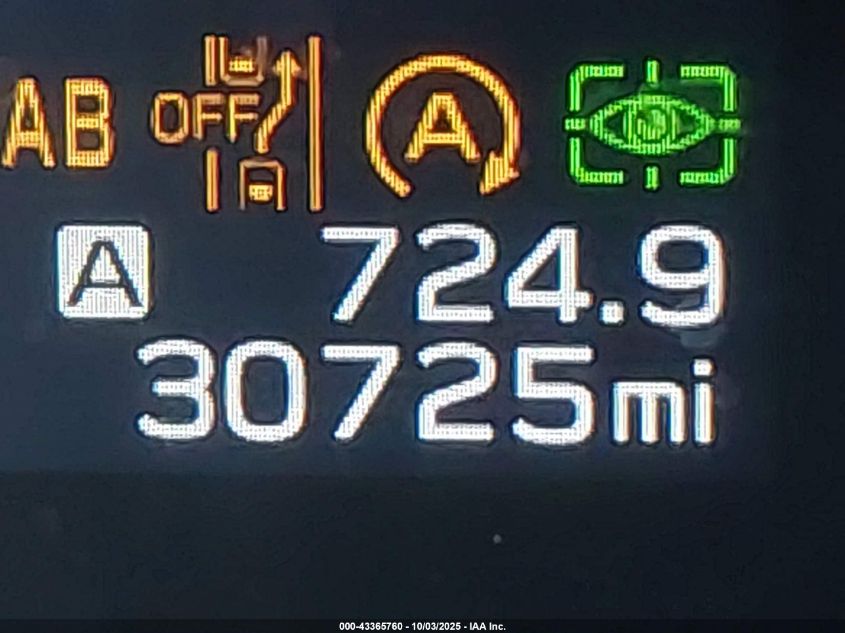 AB OFF A
A 724.9
30725mi
000-43365760 - 10/03/2025 - IAA Inc.